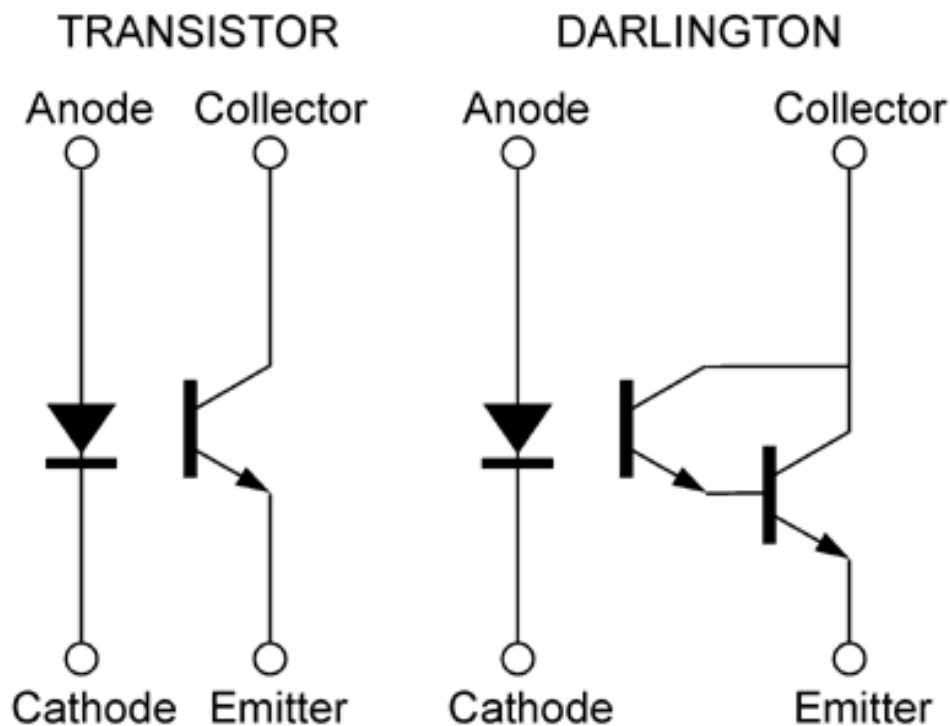 TRANSISTOR DARLINGTON
Anode Collector Anode Collector
Cathode Emitter Cathode Emitter